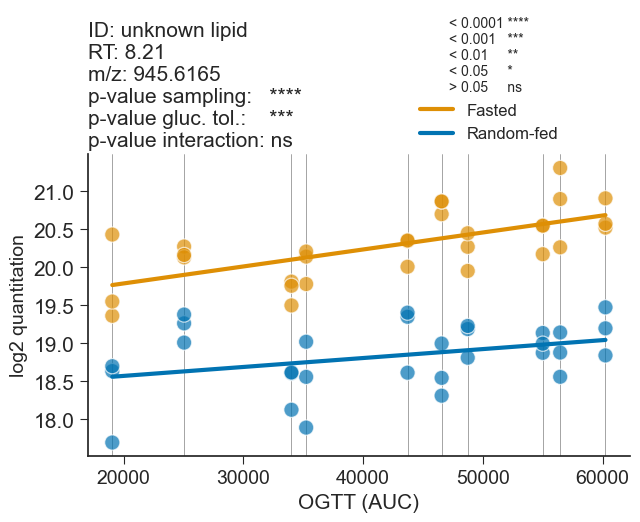 ID: unknown lipid
RT: 8.21
m/z: 945.6165
p-value sampling: ****
p-value gluc. tol.: ***
p-value interaction: ns
< 0.0001 ****
< 0.001 ***
< 0.01 **
< 0.05 *
> 0.05 ns
Fasted
Random-fed
log2 quantitation
21.0
20.5
20.0
19.5
19.0
18.5
18.0
20000 30000 40000 50000 60000
OGTT (AUC)